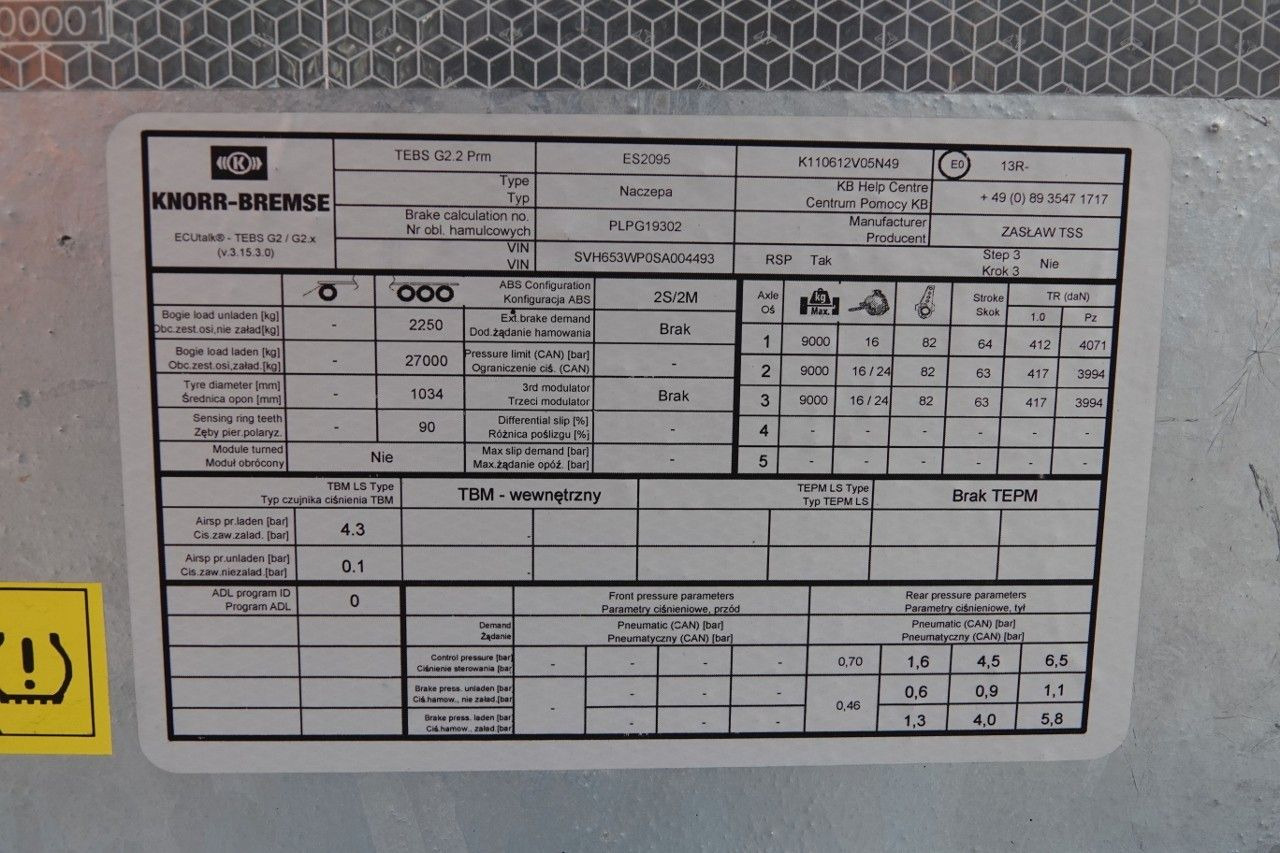 00001
KNORR-BREMSE
ECUtalk® - TEBS G2 / G2.x
(v.3.15.3.0)
TEBS G2.2 Prm ES2095 K110612V05N49 E0 13R-
Type
Typ
Naczepa
KB Help Centre
Centrum Pomocy KB
+ 49 (0) 89 3547 1717
Brake calculation no.
Nr obl. hamulcowych
PLPG19302
Manufacturer
Producent
ZASŁAW TSS
VIN
VIN
SVH653WP0SA004493
RSP Tak
Step 3
Krok 3
Nie
Bogie load unladen [kg]
Obc.zest.osi,nie załad[kg]
- 2250
Bogie load laden [kg]
Obc.zest.osi,załad.[kg]
- 27000
Tyre diameter [mm]
Średnica opon [mm]
- 1034
Sensing ring teeth
Zęby pier.polaryz.
- 90
Module turned
Moduł obrócony
Nie
ABS Configuration
Konfiguracja ABS
2S/2M
Ext.brake demand
Dod.żądanie hamowania
Brak
Pressure limit (CAN) [bar]
Ograniczenie ciś. (CAN)
-
3rd modulator
Trzeci modulator
Brak
Differential slip [%]
Różnica poślizgu [%]
-
Max slip demand [bar]
Max.żądanie opóź. [bar]
-
Axle
Oś
kg
Max.
Stroke
Skok
TR (daN)
1.0 Pz
1 9000 16 82 64 412 4071
2 9000 16 / 24 82 63 417 3994
3 9000 16 / 24 82 63 417 3994
4 - - - - - -
5 - - - - - -
TBM LS Type
Typ czujnika ciśnienia TBM
TBM - wewnętrzny
TEPM LS Type
Typ TEPM LS
Brak TEPM
Airsp pr.laden [bar]
Cis.zaw.zalad. [bar]
4.3 -
Airsp pr.unladen [bar]
Cis.zaw.niezalad.[bar]
0.1 -
ADL program ID
Program ADL
0
Front pressure parameters
Parametry ciśnieniowe, przód
Rear pressure parameters
Parametry ciśnieniowe, tył
Demand
Żądanie
Pneumatic (CAN) [bar]
Pneumatyczny (CAN) [bar]
Pneumatic (CAN) [bar]
Pneumatyczny (CAN) [bar]
Control pressure [bar]
Ciśnienie sterowania [bar
- - - - 0,70 1,6 4,5 6,5
Brake press. unladen [bar
Ciś.hamow., nie zalad.[bar
- - - - 0,46 0,6 0,9 1,1
Brake press. laden [bar]
Ciś.hamow., zalad [bar]
- - - 1,3 4,0 5,8